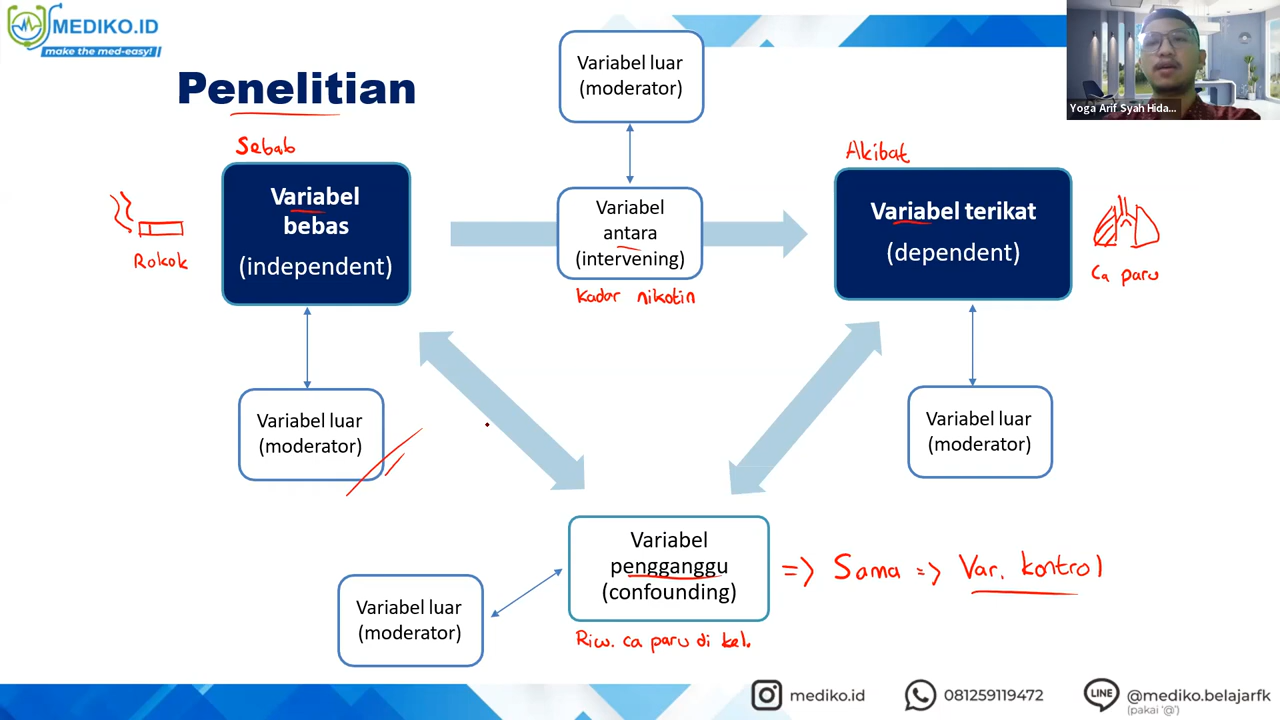 MEDIKO.ID
make the med-easy!
Penelitian
Yoga Arif Syah Hida...
Variabel luar
(moderator)
Sebab
Akibat
Variabel
bebas
(independent)
Variabel
antara
(intervening)
Variabel terikat
(dependent)
Rokok
Kadar nikotin
Ca paru
Variabel luar
(moderator)
Variabel luar
(moderator)
Variabel
pengganggu
(confounding)
=> Sama => Var. kontrol
Variabel luar
(moderator)
Riw. ca paru di kel.
mediko.id
081259119472
LINE
@mediko.belajarfk
(pakai '@')